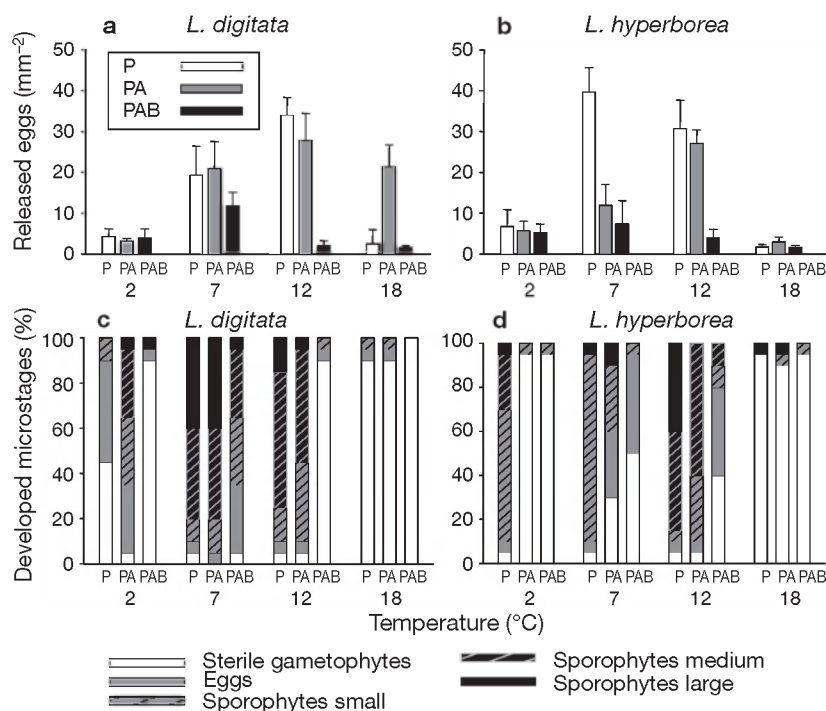 a L. digitata
b L. hyperborea
Released eggs (mm–2)
50
40
30
20
10
0
P
PA
PAB
P PA PAB P PA PAB P PA PAB P PA PAB
2 7 12 18
50
40
30
20
10
0
P PA PAB P PA PAB P PA PAB P PA PAB
2 7 12 18
c L. digitata
d L. hyperborea
Developed microstages (%)
100
80
60
40
20
0
P PA PAB P PA PAB P PA PAB P PA PAB
2 7 12 18
100
80
60
40
20
0
P PA PAB P PA PAB P PA PAB P PA PAB
2 7 12 18
Temperature (°C)
Sterile gametophytes
Eggs
Sporophytes small
Sporophytes medium
Sporophytes large